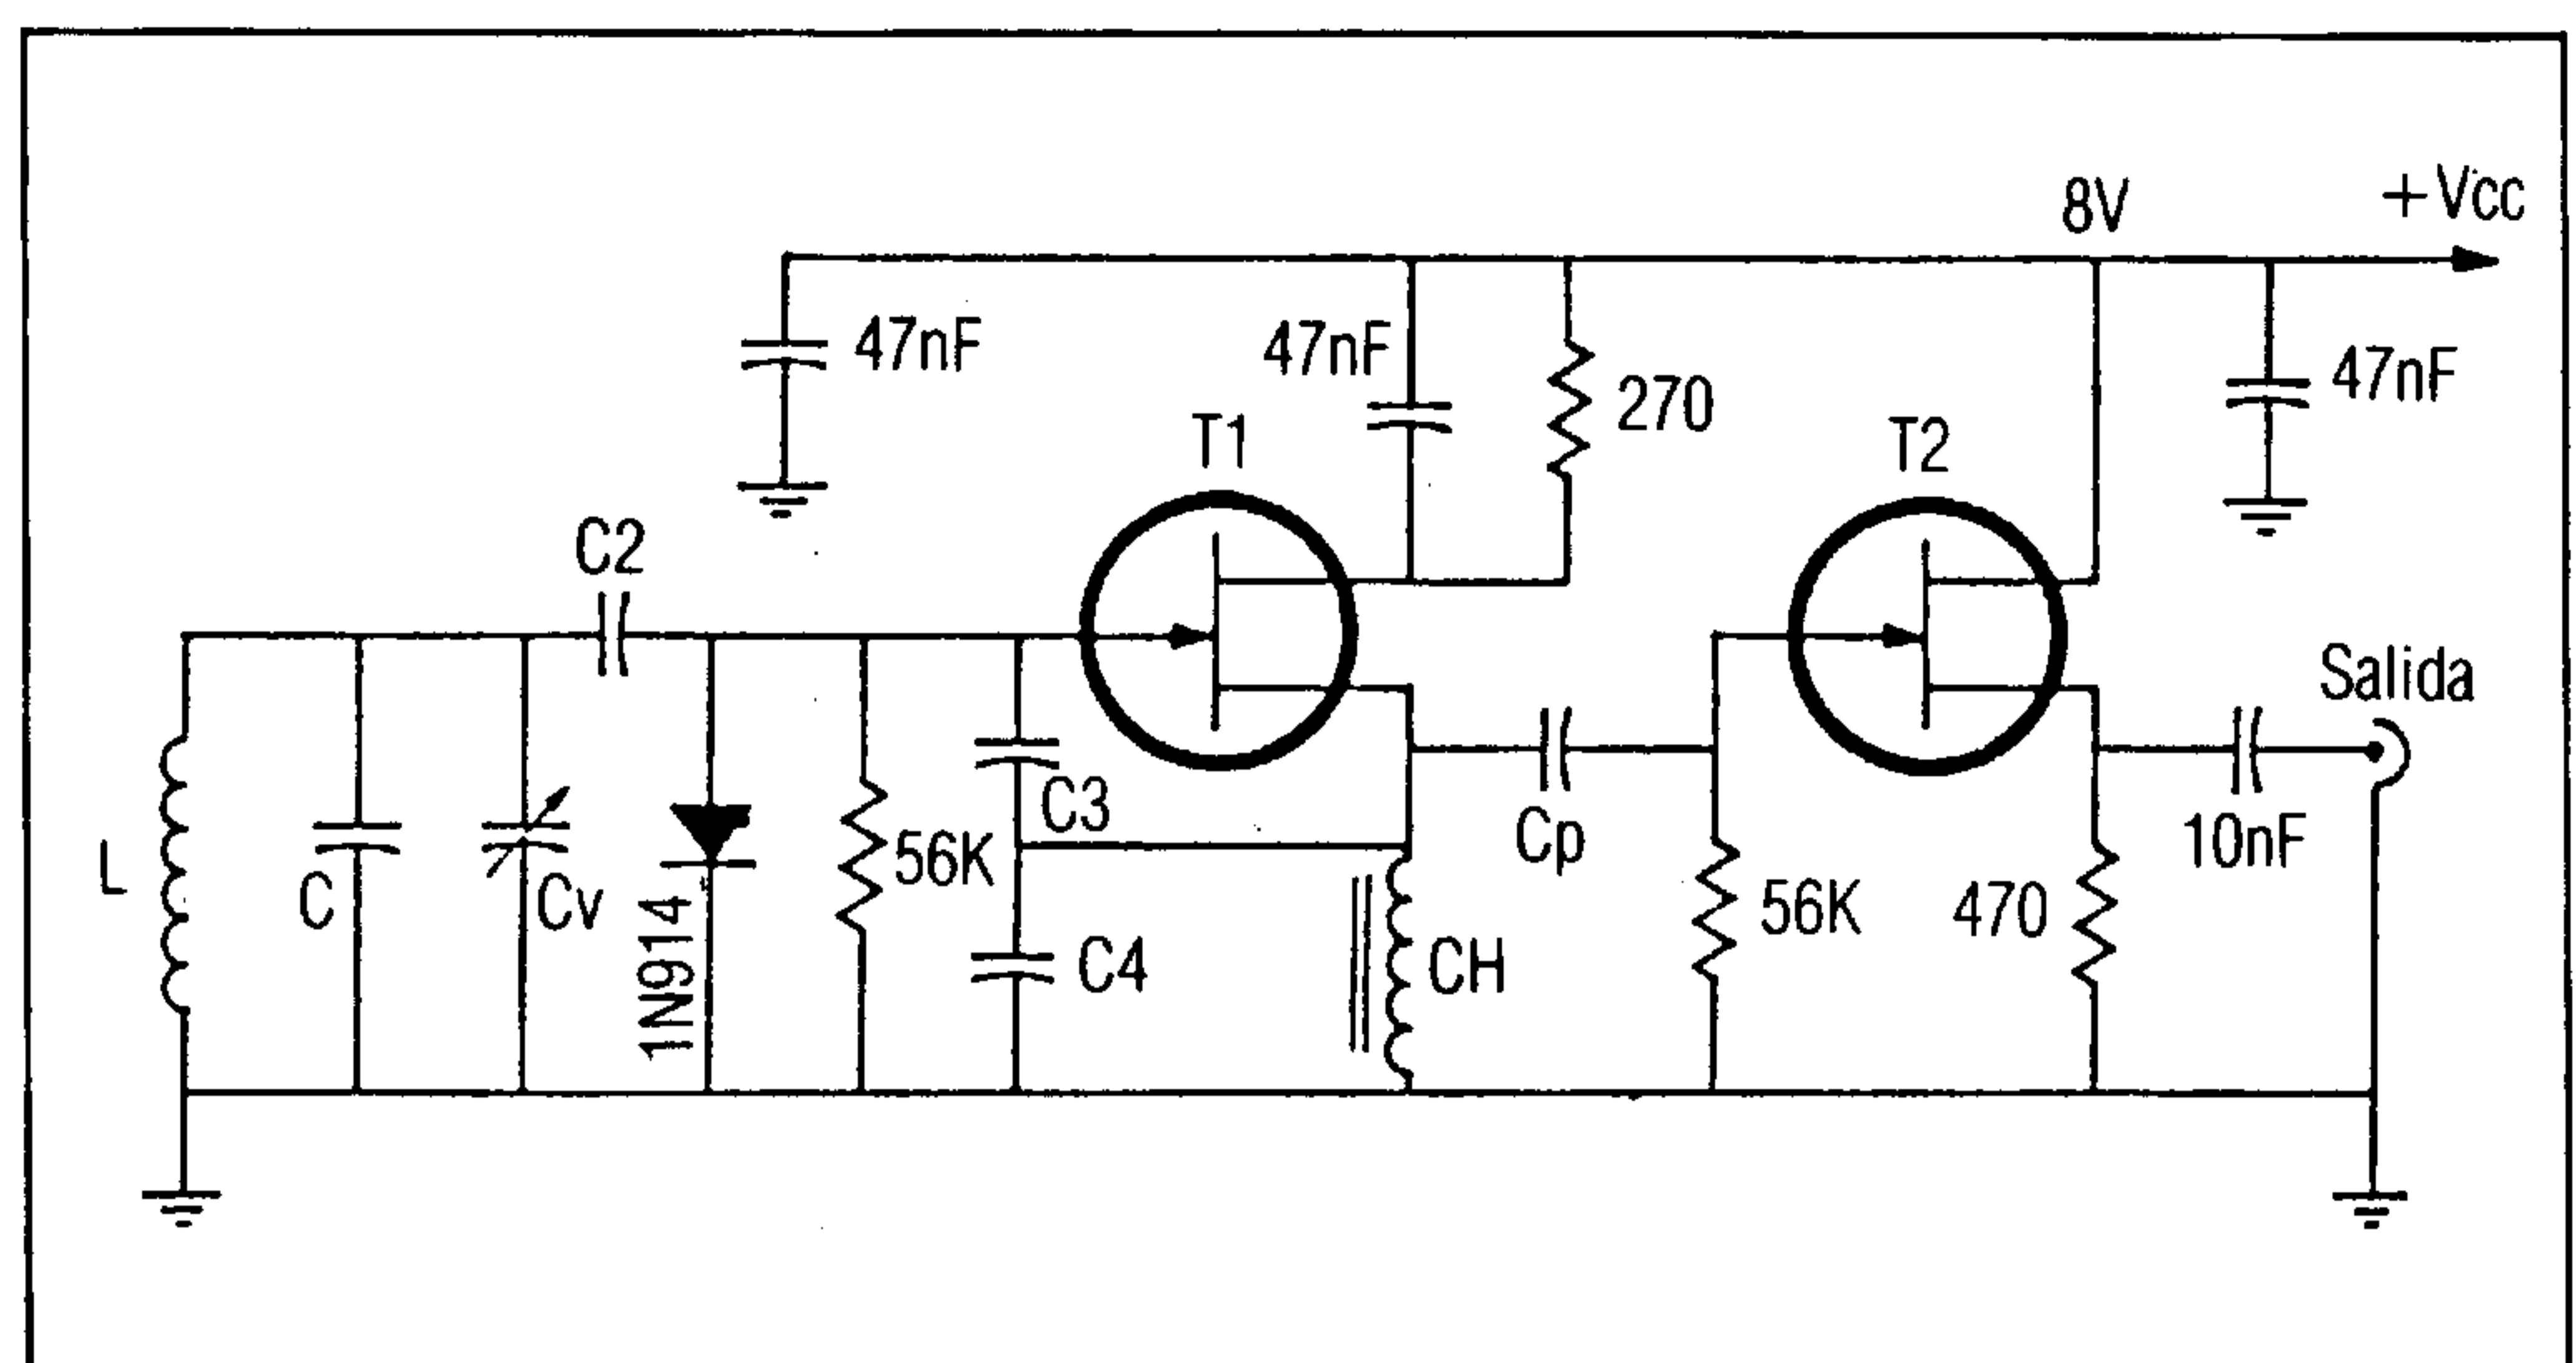 8V
+Vcc
47nF
47nF
270
47nF
T1
T2
C2
Salida
C3
Cp
10nF
L
C
Cv
1N914
56K
C4
CH
56K
470